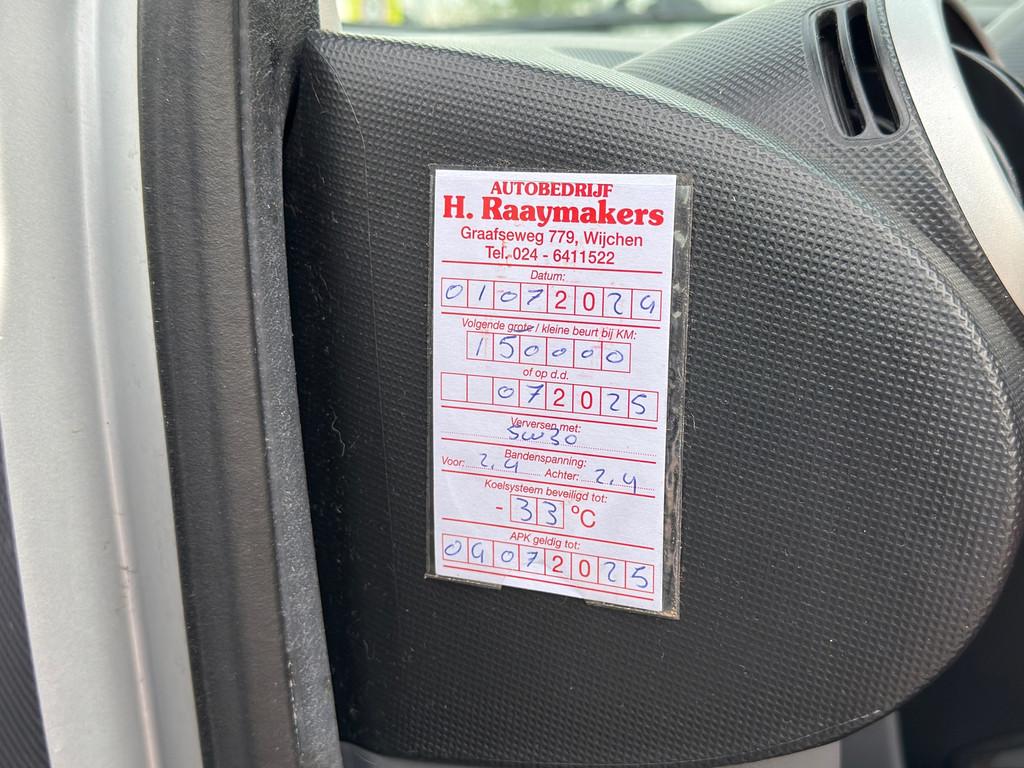 AUTOBEDRIJF
H. Raaymakers
Graafseweg 779, Wijchen
Tel. 024 - 6411522
Datum:
01072024
Volgende grote / kleine beurt bij KM:
150000
of op d.d.
072025
Verversen met:
5w30
Bandenspanning:
Voor: 2.4 Achter: 2.4
Koelsysteem beveiligd tot:
- 33 °C
APK geldig tot:
09072025